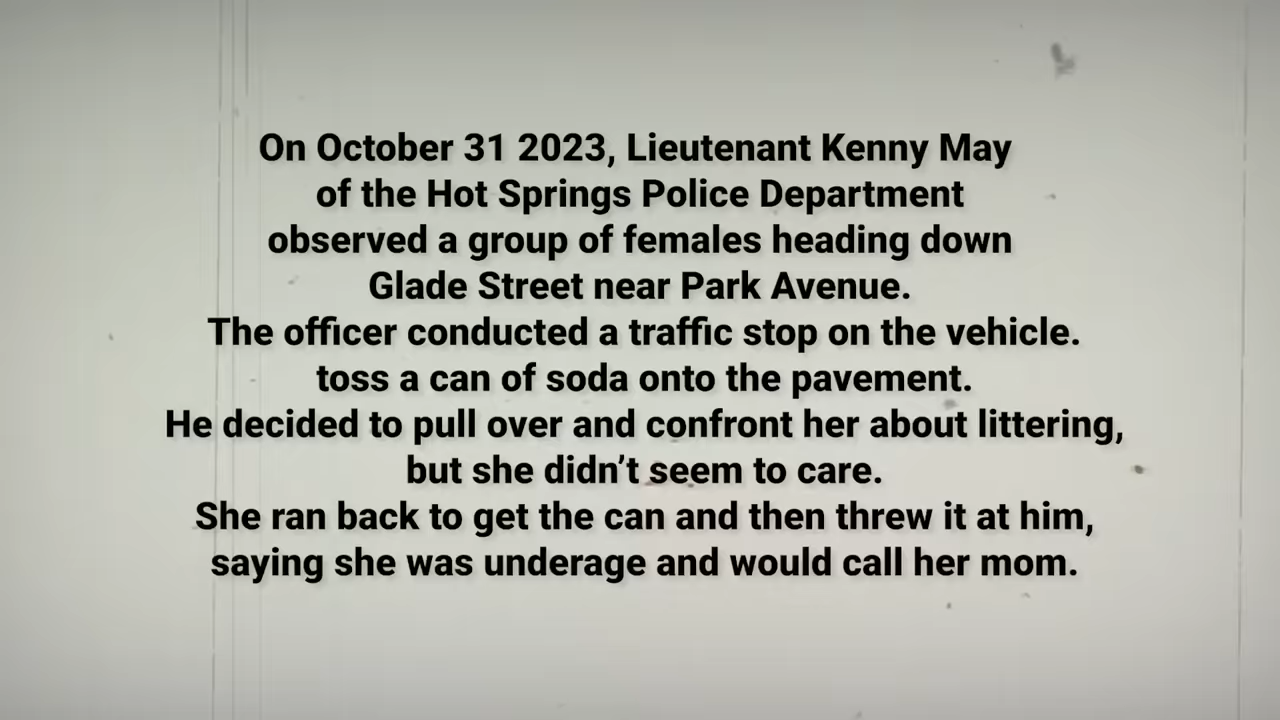 On October 31 2023, Lieutenant Kenny May
of the Hot Springs Police Department
observed a group of females heading down
Glade Street near Park Avenue.
The officer conducted a traffic stop on the vehicle.
toss a can of soda onto the pavement.
He decided to pull over and confront her about littering,
but she didn’t seem to care.
She ran back to get the can and then threw it at him,
saying she was underage and would call her mom.